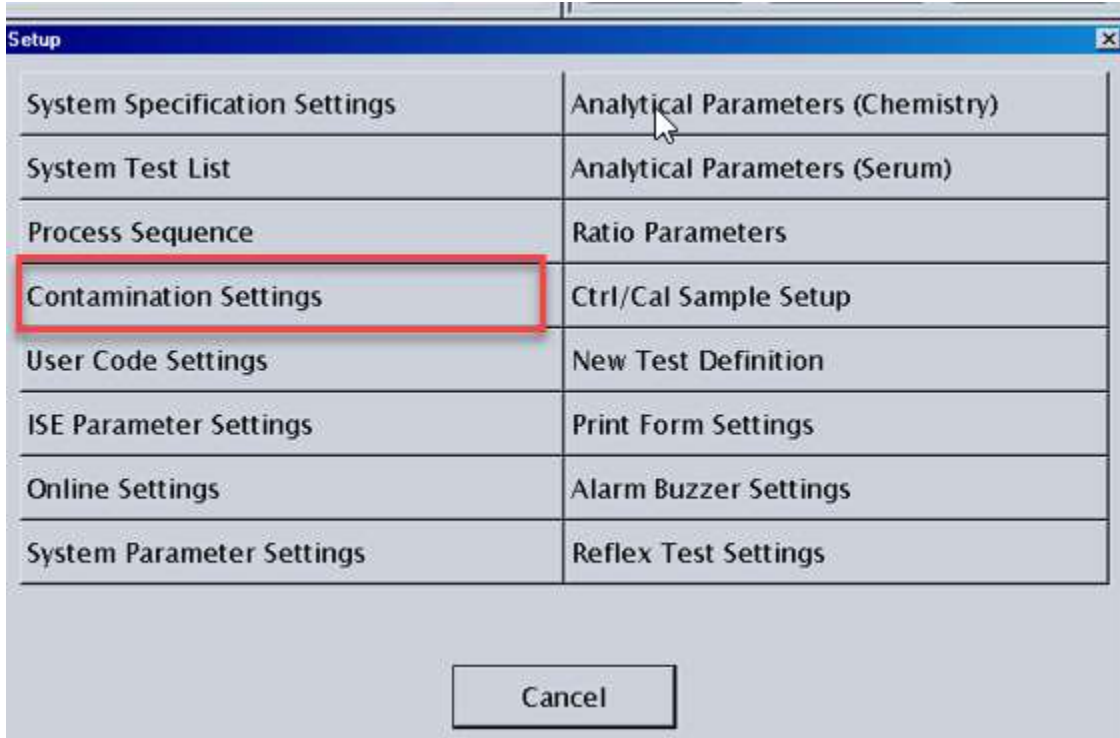 Setup
System Specification Settings
Analytical Parameters (Chemistry)
System Test List
Analytical Parameters (Serum)
Process Sequence
Ratio Parameters
Contamination Settings
Ctrl/Cal Sample Setup
User Code Settings
New Test Definition
ISE Parameter Settings
Print Form Settings
Online Settings
Alarm Buzzer Settings
System Parameter Settings
Reflex Test Settings
Cancel